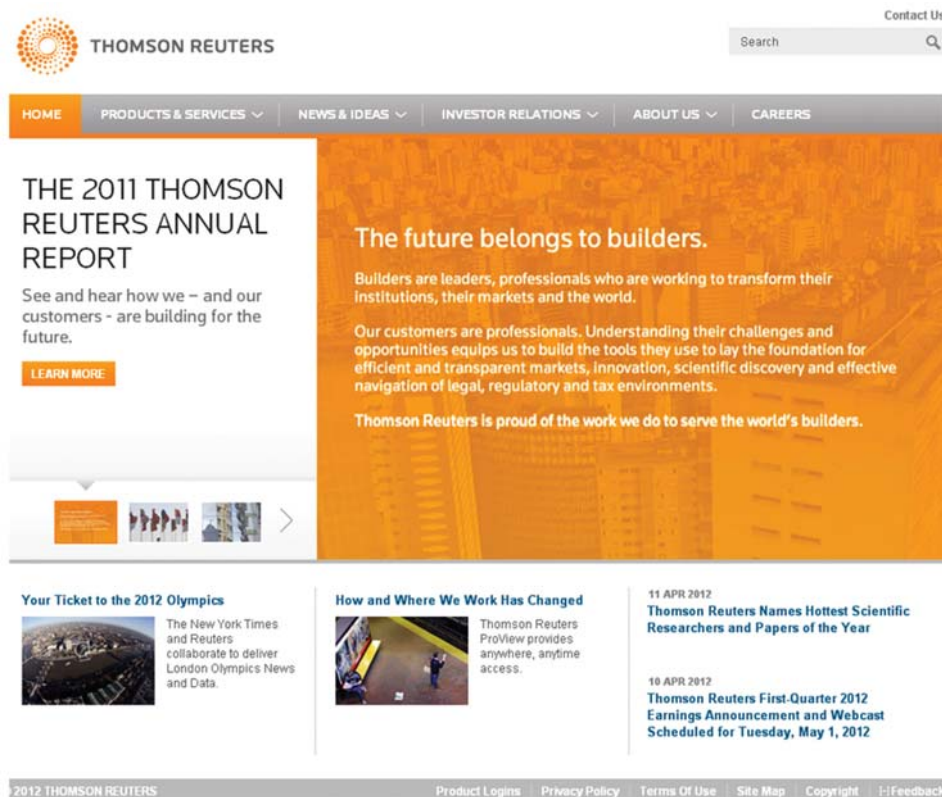 Contact Us
THOMSON REUTERS
Search
HOME PRODUCTS & SERVICES NEWS & IDEAS INVESTOR RELATIONS ABOUT US CAREERS
THE 2011 THOMSON
REUTERS ANNUAL
REPORT
See and hear how we – and our
customers - are building for the
future.
LEARN MORE
The future belongs to builders.
Builders are leaders, professionals who are working to transform their
institutions, their markets and the world.
Our customers are professionals. Understanding their challenges and
opportunities equips us to build the tools they use to lay the foundation for
efficient and transparent markets, innovation, scientific discovery and effective
navigation of legal, regulatory and tax environments.
Thomson Reuters is proud of the work we do to serve the world's builders.
Your Ticket to the 2012 Olympics
The New York Times
and Reuters
collaborate to deliver
London Olympics News
and Data.
How and Where We Work Has Changed
Thomson Reuters
ProView provides
anywhere, anytime
access.
11 APR 2012
Thomson Reuters Names Hottest Scientific
Researchers and Papers of the Year
10 APR 2012
Thomson Reuters First-Quarter 2012
Earnings Announcement and Webcast
Scheduled for Tuesday, May 1, 2012
2012 THOMSON REUTERS
Product Logins Privacy Policy Terms Of Use Site Map Copyright [-] Feedback